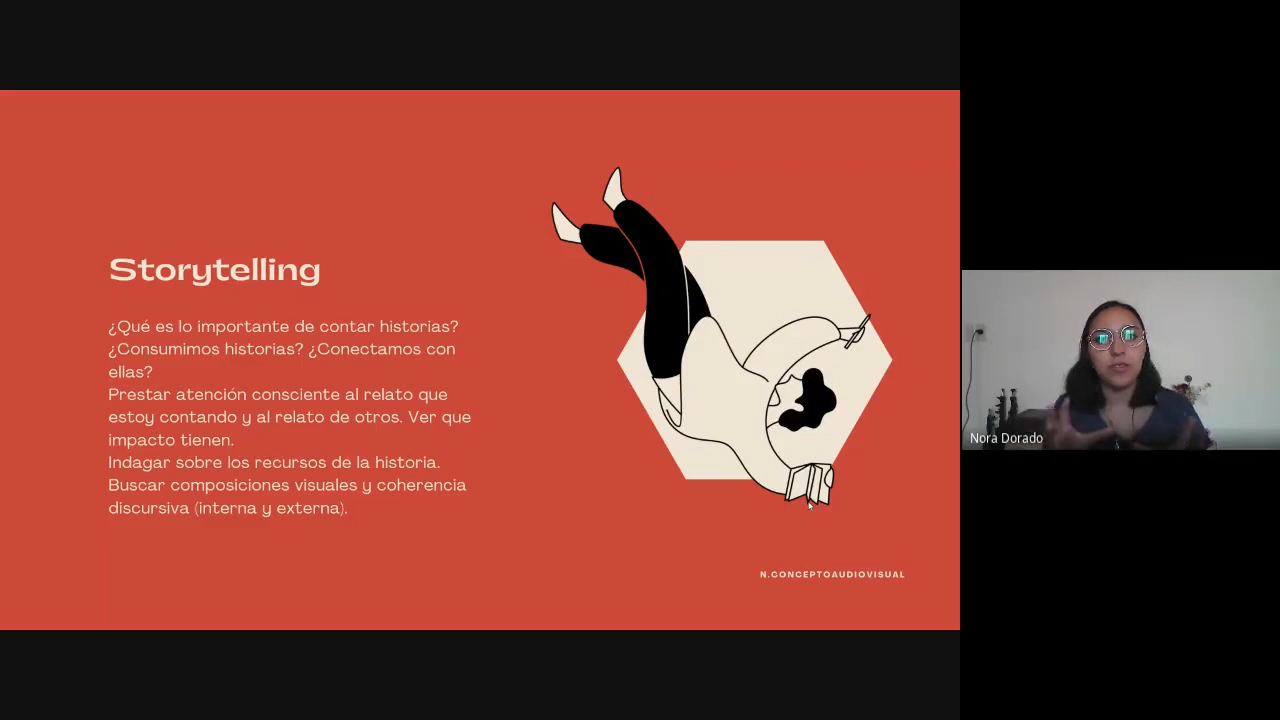 Storytelling
¿Qué es lo importante de contar historias?
¿Consumimos historias? ¿Conectamos con
ellas?
Prestar atención consciente al relato que
estoy contando y al relato de otros. Ver que
impacto tienen.
Indagar sobre los recursos de la historia.
Buscar composiciones visuales y coherencia
discursiva (interna y externa).
N.CONCEPTOAUDIOVISUAL
Nora Dorado